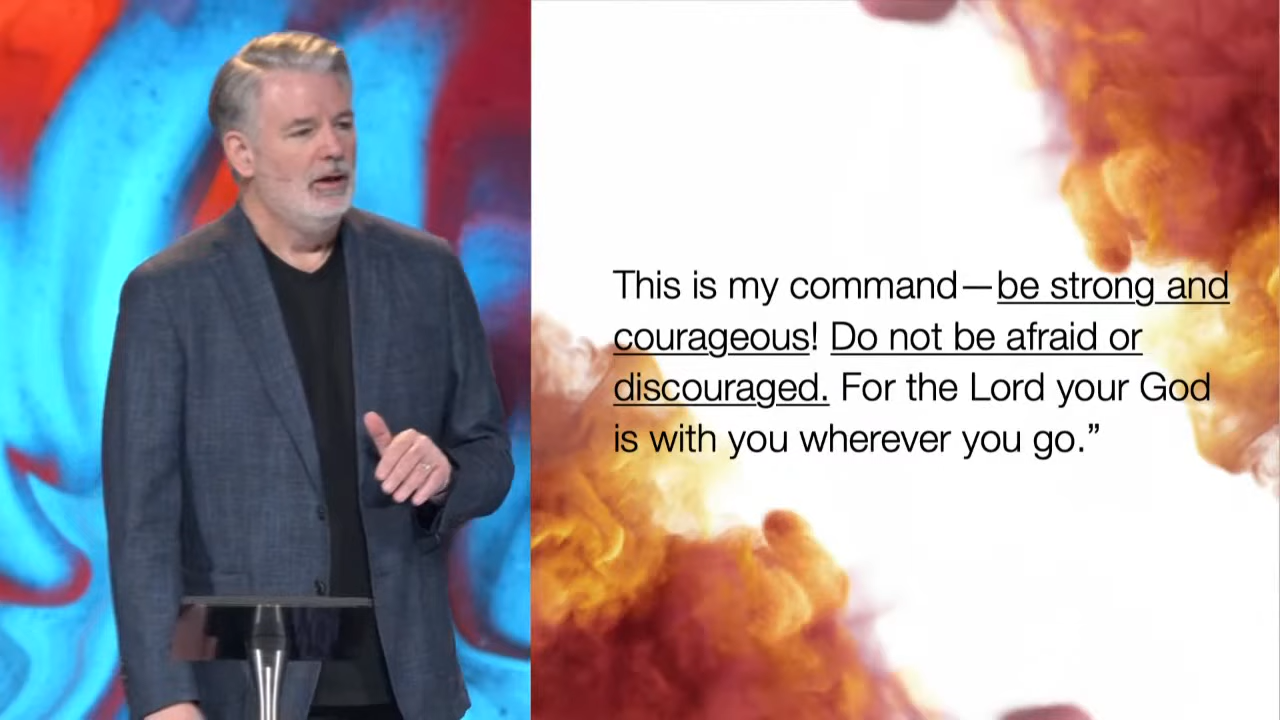 This is my command—be strong and
courageous! Do not be afraid or
discouraged. For the Lord your God
is with you wherever you go.”